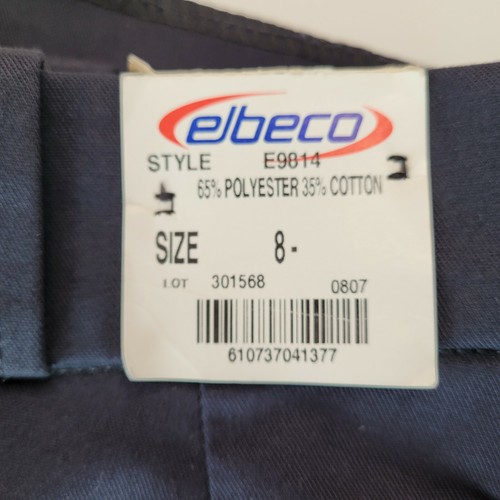 elbeco
STYLE E9814
65% POLYESTER 35% COTTON
SIZE 8-
LOT 301568 0807
610737041377